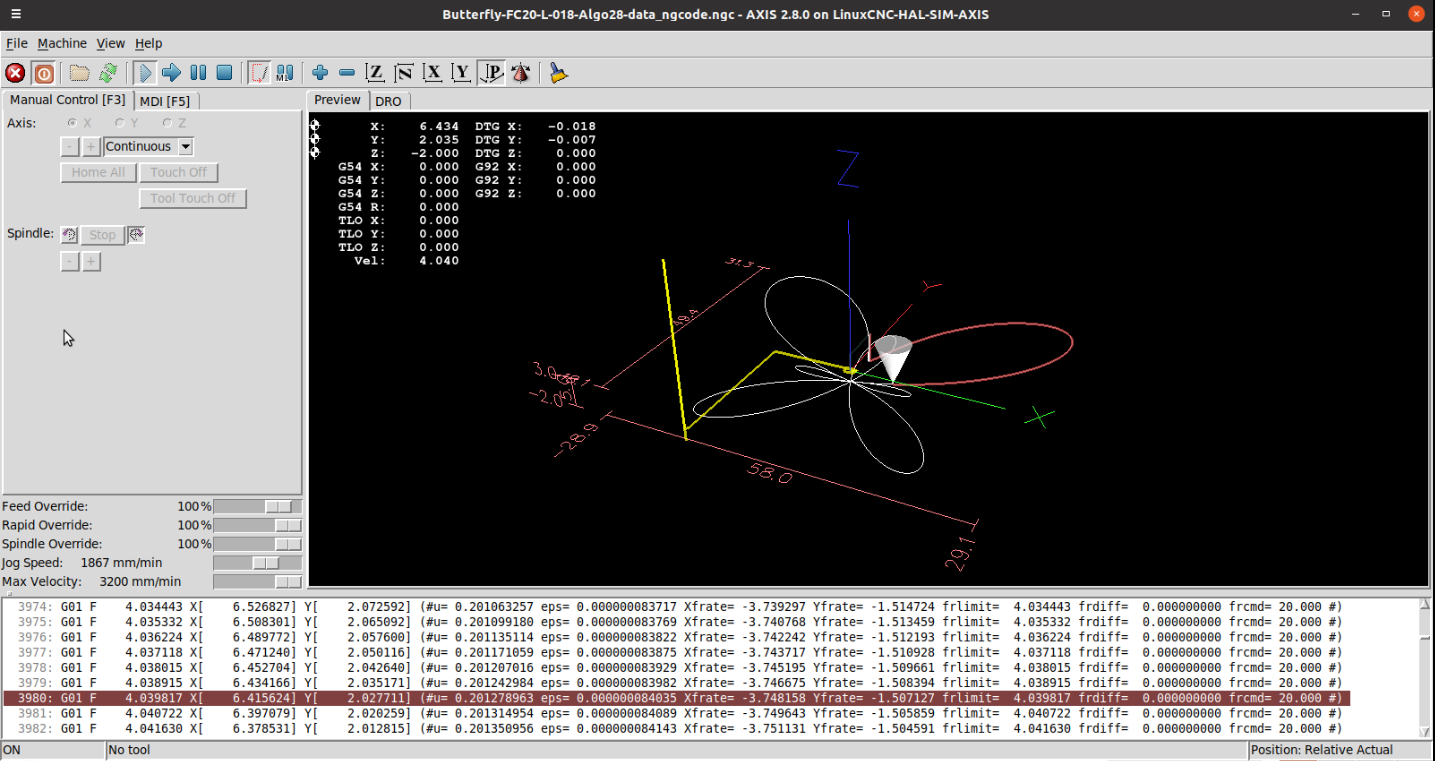 Butterfly-FC20-L-018-Algo28-data_ngcode.ngc - AXIS 2.8.0 on LinuxCNC-HAL-SIM-AXIS
File Machine View Help
Z N X Y P
Manual Control [F3] MDI [F5] Preview DRO
Axis: X Y Z
- + Continuous
Home All Touch Off
Tool Touch Off
Spindle: Stop
- +
X: 6.434 DTG X: -0.018
Y: 2.035 DTG Y: -0.007
Z: -2.000 DTG Z: 0.000
G54 X: 0.000 G92 X: 0.000
G54 Y: 0.000 G92 Y: 0.000
G54 Z: 0.000 G92 Z: 0.000
G54 R: 0.000
TLO X: 0.000
TLO Y: 0.000
TLO Z: 0.000
Vel: 4.040
Z
31.3
Y
3.0
-2.0
X
-28.9
58.0
29.1
Feed Override: 100%
Rapid Override: 100%
Spindle Override: 100%
Jog Speed: 1867 mm/min
Max Velocity: 3200 mm/min
3974: G01 F 4.034443 X[ 6.526827] Y[ 2.072592] (#u= 0.201063257 eps= 0.000000083717 Xfrate= -3.739297 Yfrate= -1.514724 frlimit= 4.034443 frdiff= 0.000000000 frcmd= 20.000 #)
3975: G01 F 4.035332 X[ 6.508301] Y[ 2.065092] (#u= 0.201099180 eps= 0.000000083769 Xfrate= -3.740768 Yfrate= -1.513459 frlimit= 4.035332 frdiff= 0.000000000 frcmd= 20.000 #)
3976: G01 F 4.036224 X[ 6.489772] Y[ 2.057600] (#u= 0.201135114 eps= 0.000000083822 Xfrate= -3.742242 Yfrate= -1.512193 frlimit= 4.036224 frdiff= 0.000000000 frcmd= 20.000 #)
3977: G01 F 4.037118 X[ 6.471240] Y[ 2.050116] (#u= 0.201171059 eps= 0.000000083875 Xfrate= -3.743717 Yfrate= -1.510928 frlimit= 4.037118 frdiff= 0.000000000 frcmd= 20.000 #)
3978: G01 F 4.038015 X[ 6.452704] Y[ 2.042640] (#u= 0.201207016 eps= 0.000000083929 Xfrate= -3.745195 Yfrate= -1.509661 frlimit= 4.038015 frdiff= 0.000000000 frcmd= 20.000 #)
3979: G01 F 4.038915 X[ 6.434166] Y[ 2.035171] (#u= 0.201242984 eps= 0.000000083982 Xfrate= -3.746675 Yfrate= -1.508394 frlimit= 4.038915 frdiff= 0.000000000 frcmd= 20.000 #)
3980: G01 F 4.039817 X[ 6.415624] Y[ 2.027711] (#u= 0.201278963 eps= 0.000000084035 Xfrate= -3.748158 Yfrate= -1.507127 frlimit= 4.039817 frdiff= 0.000000000 frcmd= 20.000 #)
3981: G01 F 4.040722 X[ 6.397079] Y[ 2.020259] (#u= 0.201314954 eps= 0.000000084089 Xfrate= -3.749643 Yfrate= -1.505859 frlimit= 4.040722 frdiff= 0.000000000 frcmd= 20.000 #)
3982: G01 F 4.041630 X[ 6.378531] Y[ 2.012815] (#u= 0.201350956 eps= 0.000000084143 Xfrate= -3.751131 Yfrate= -1.504591 frlimit= 4.041630 frdiff= 0.000000000 frcmd= 20.000 #)
ON No tool Position: Relative Actual